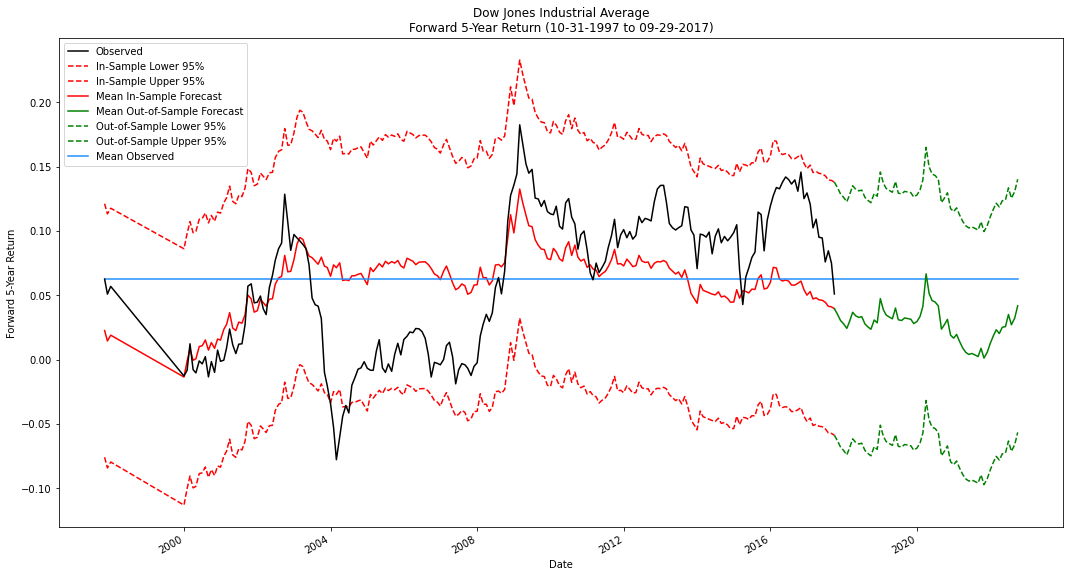 Dow Jones Industrial Average
Forward 5-Year Return (10-31-1997 to 09-29-2017)
Observed
In-Sample Lower 95%
In-Sample Upper 95%
Mean In-Sample Forecast
Mean Out-of-Sample Forecast
Out-of-Sample Lower 95%
Out-of-Sample Upper 95%
Mean Observed
Forward 5-Year Return
0.20
0.15
0.10
0.05
0.00
−0.05
−0.10
2000
2004
2008
2012
2016
2020
Date